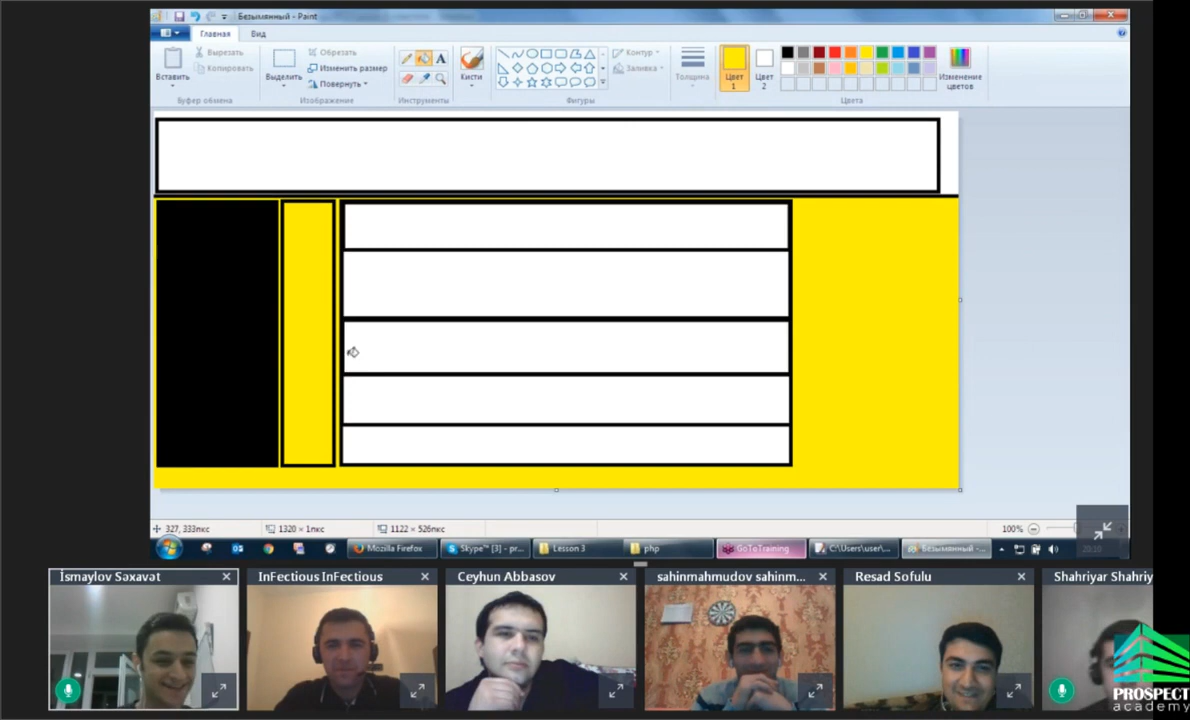 Безымянный - Paint
Главная Вид
Вставить
Вырезать
Копировать
Буфер обмена
Выделить
Обрезать
Изменить размер
Повернуть
Изображение
A
Инструменты
Кисти
Контур
Заливка
Фигуры
Толщина
Цвет 1
Цвет 2
Изменение цветов
Цвета
327, 333пкс 1320 × 1пкс 1122 × 526пкс 100%
Mozilla Firefox Skype™ [3] - pr... Lesson 3 php GoToTraining C:\Users\user\... Безымянный -... 20:10
İsmaylov Səxavət InFectious InFectious Ceyhun Abbasov sahinmahmudov sahinm... Resad Sofulu Shahriyar Shahriy
PROSPECT
academy